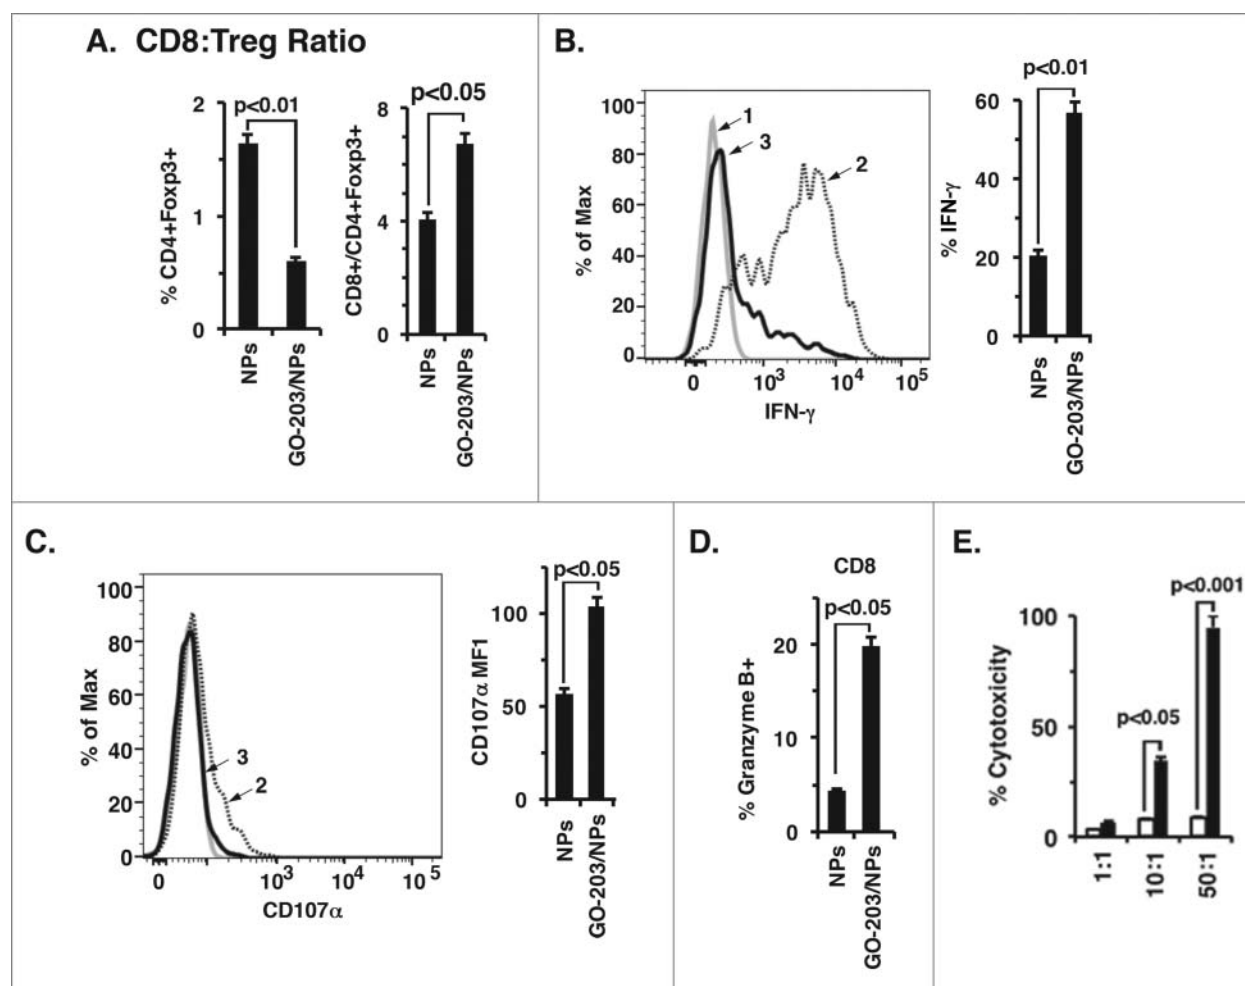 A. CD8:Treg Ratio
% CD4+Foxp3+
2
1
0
p<0.01
NPs
GO-203/NPs
CD8+/CD4+Foxp3+
8
4
0
p<0.05
NPs
GO-203/NPs
B.
% of Max
100
80
60
40
20
0
1
3
2
0 10³ 10⁴ 10⁵
IFN-γ
p<0.01
% IFN-γ
60
40
20
0
NPs
GO-203/NPs
C.
% of Max
100
80
60
40
20
0
3
2
0 10³ 10⁴ 10⁵
CD107α
p<0.05
CD107α MF1
100
50
0
NPs
GO-203/NPs
D.
CD8
p<0.05
% Granzyme B+
20
10
0
NPs
GO-203/NPs
E.
p<0.001
p<0.05
% Cytotoxicity
100
50
0
1:1
10:1
50:1